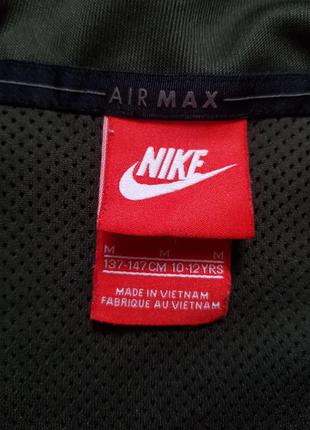 AIR MAX
NIKE
M M M
137-147CM 10-12YRS
MADE IN VIETNAM
FABRIQUE AU VIETNAM